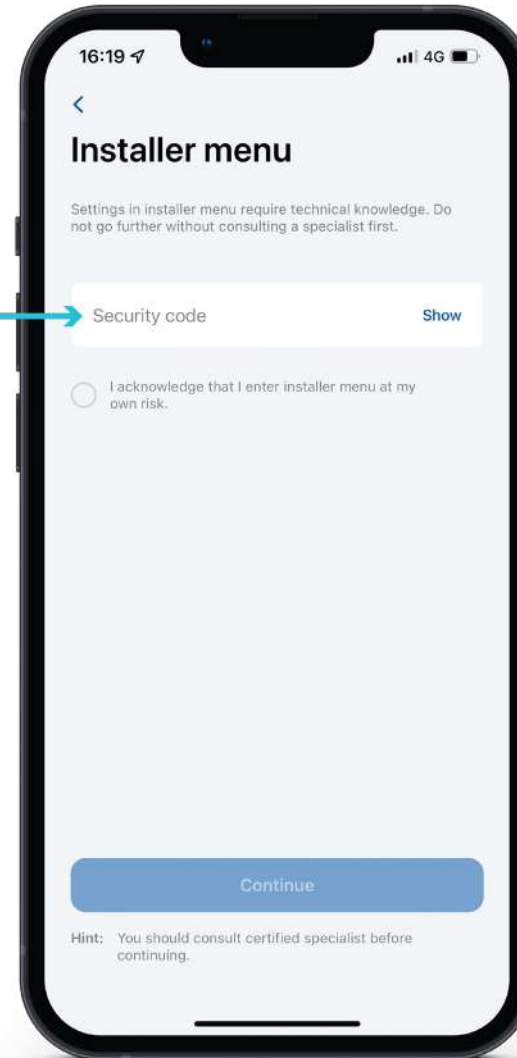 16:19
4G
Installer menu
Settings in installer menu require technical knowledge. Do
not go further without consulting a specialist first.
Security code
Show
I acknowledge that I enter installer menu at my
own risk.
Continue
Hint: You should consult certified specialist before
continuing.